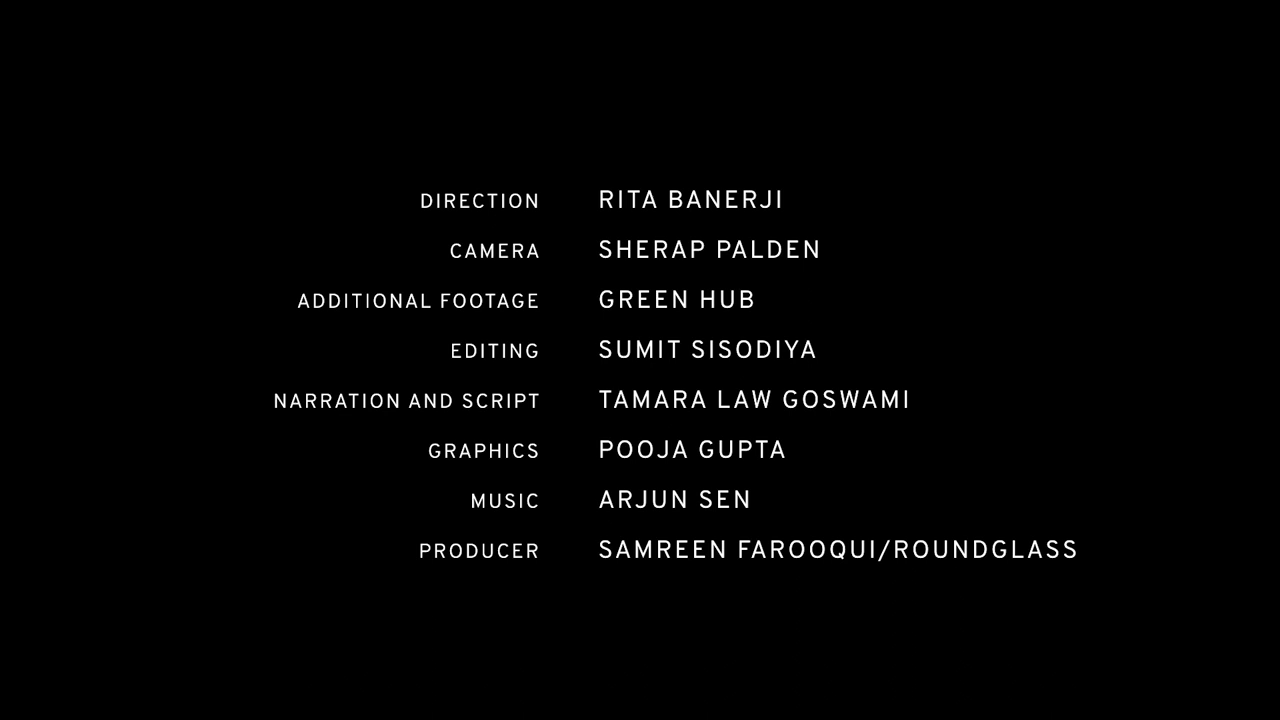 DIRECTION RITA BANERJI
CAMERA SHERAP PALDEN
ADDITIONAL FOOTAGE GREEN HUB
EDITING SUMIT SISODIYA
NARRATION AND SCRIPT TAMARA LAW GOSWAMI
GRAPHICS POOJA GUPTA
MUSIC ARJUN SEN
PRODUCER SAMREEN FAROOQUI/ROUNDGLASS